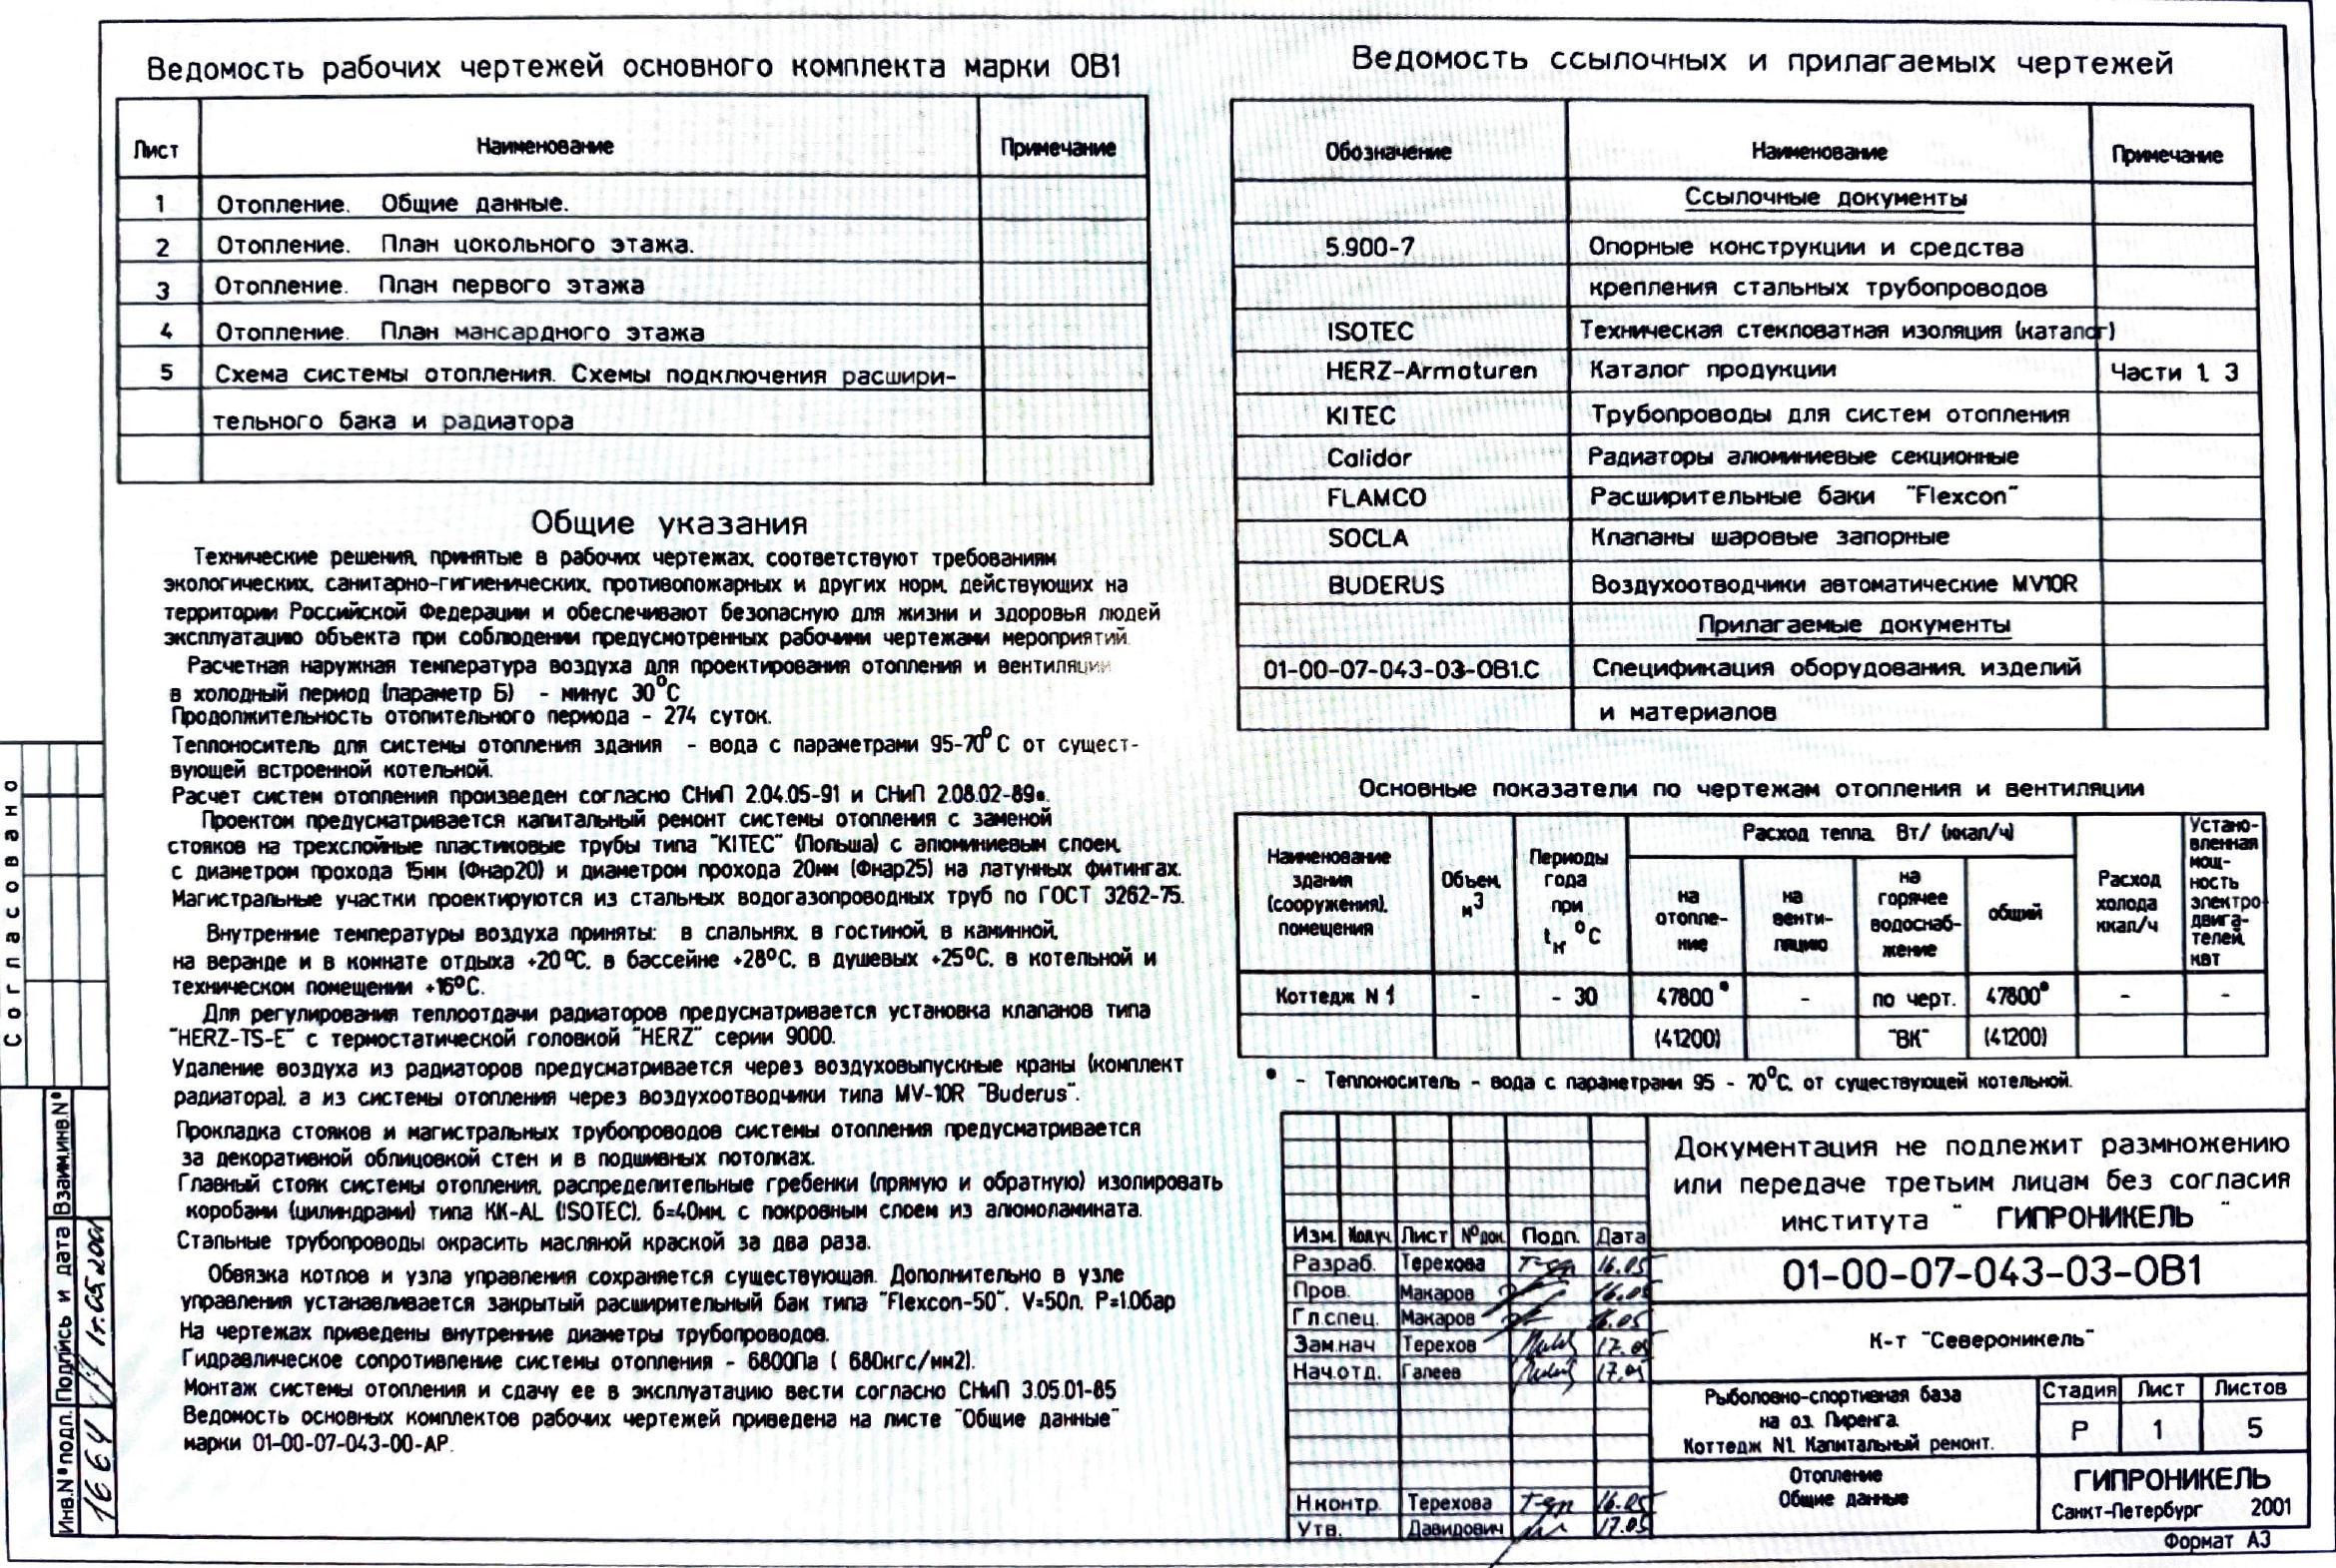 Ведомость рабочих чертежей основного комплекта марки ОВ1
Лист Наименование Примечание
1 Отопление. Общие данные.
2 Отопление. План цокольного этажа.
3 Отопление. План первого этажа
4 Отопление. План мансардного этажа
5 Схема системы отопления. Схемы подключения расшири-
тельного бака и радиатора
Общие указания
Технические решения, принятые в рабочих чертежах, соответствуют требованиям
экологических, санитарно-гигиенических, противопожарных и других норм, действующих на
территории Российской Федерации и обеспечивают безопасную для жизни и здоровья людей
эксплуатацию объекта при соблюдении предусмотренных рабочими чертежами мероприятий.
Расчетная наружная температура воздуха для проектирования отопления и вентиляции
в холодный период (параметр Б) - минус 30°С
Продолжительность отопительного периода - 274 суток.
Теплоноситель для системы отопления здания - вода с параметрами 95-70°С от сущест-
вующей встроенной котельной.
Расчет систем отопления произведен согласно СНиП 2.04.05-91 и СНиП 2.08.02-89*.
Проектом предусматривается капитальный ремонт системы отопления с заменой
стояков на трехслойные пластиковые трубы типа "KITEC" (Польша) с алюминиевым слоем,
с диаметром прохода 15мм (Фнар20) и диаметром прохода 20мм (Фнар25) на латунных фитингах.
Магистральные участки проектируются из стальных водогазопроводных труб по ГОСТ 3262-75.
Внутренние температуры воздуха приняты: в спальнях, в гостиной, в каминной,
на веранде и в комнате отдыха +20°С, в бассейне +28°С, в душевых +25°С, в котельной и
техническом помещении +16°С.
Для регулирования теплоотдачи радиаторов предусматривается установка клапанов типа
"HERZ-TS-E" с термостатической головкой "HERZ" серии 9000.
Удаление воздуха из радиаторов предусматривается через воздуховыпускные краны (комплект
радиатора), а из системы отопления через воздухоотводчики типа MV-10R "Buderus".
Прокладка стояков и магистральных трубопроводов системы отопления предусматривается
за декоративной облицовкой стен и в подшивных потолках.
Главный стояк системы отопления, распределительные гребенки (прямую и обратную) изолировать
коробами (цилиндрами) типа KK-AL (ISOTEC), б=40мм, с покровным слоем из алюмоламината.
Стальные трубопроводы окрасить масляной краской за два раза.
Обвязка котлов и узла управления сохраняется существующая. Дополнительно в узле
управления устанавливается закрытый расширительный бак типа "Flexcon-50", V=50л, P=1.0бар
На чертежах приведены внутренние диаметры трубопроводов.
Гидравлическое сопротивление системы отопления - 6800Па ( 680кгс/мм2).
Монтаж системы отопления и сдачу ее в эксплуатацию вести согласно СНиП 3.05.01-85
Ведомость основных комплектов рабочих чертежей приведена на листе "Общие данные"
марки 01-00-07-043-00-АР.
Ведомость ссылочных и прилагаемых чертежей
Обозначение Наименование Примечание
Ссылочные документы
5.900-7 Опорные конструкции и средства
крепления стальных трубопроводов
ISOTEC Техническая стекловатная изоляция (каталог)
HERZ-Armaturen Каталог продукции Части 1, 3
KITEC Трубопроводы для систем отопления
Calidor Радиаторы алюминиевые секционные
FLAMCO Расширительные баки "Flexcon"
SOCLA Клапаны шаровые запорные
BUDERUS Воздухоотводчики автоматические MV10R
Прилагаемые документы
01-00-07-043-03-ОВ1.С Спецификация оборудования, изделий
и материалов
Основные показатели по чертежам отопления и вентиляции
Наименование здания (сооружения), помещения
Объем, м3
Периоды года при tн °С
Расход тепла, Вт/ (ккал/ч)
на отопле-ние
на венти-ляцию
на горячее водоснаб-жение
общий
Расход холода ккал/ч
Устано-вленная мощ-ность электро-двига-телей, квт
Коттедж N 1 - - 30 47800* - по черт. 47800* - -
(41200) "ВК" (41200)
* - Теплоноситель - вода с параметрами 95 - 70°С, от существующей котельной.
Документация не подлежит размножению
или передаче третьим лицам без согласия
института " ГИПРОНИКЕЛЬ "
Изм. Кол.уч Лист №док. Подп. Дата
Разраб. Терехова 16.05
Пров. Макаров 16.05
Гл.спец. Макаров 16.05
Зам.нач Терехов 17.05
Нач.отд. Галеев 17.05
Н.контр. Терехова 16.05
Утв. Давидович 17.05
01-00-07-043-03-ОВ1
К-т "Североникель"
Рыболовно-спортивная база
на оз. Пиренга.
Коттедж N1. Капитальный ремонт.
Стадия Лист Листов
Р 1 5
Отопление
Общие данные
ГИПРОНИКЕЛЬ
Санкт-Петербург 2001
Формат А3
Согласовано
Взаим.инв.N°
Подпись и дата
17.05.2001
Инв.N°подл.
1664